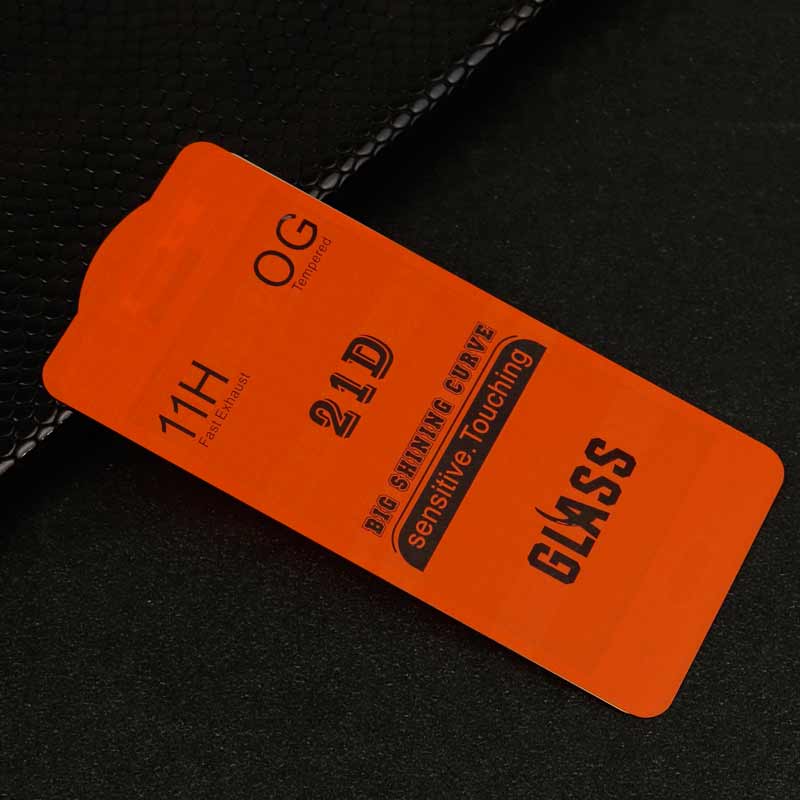 11H
Fast Exhaust
OG
Tempered
21D
BIG SHINING CURVE
sensitive. Touching
GLASS